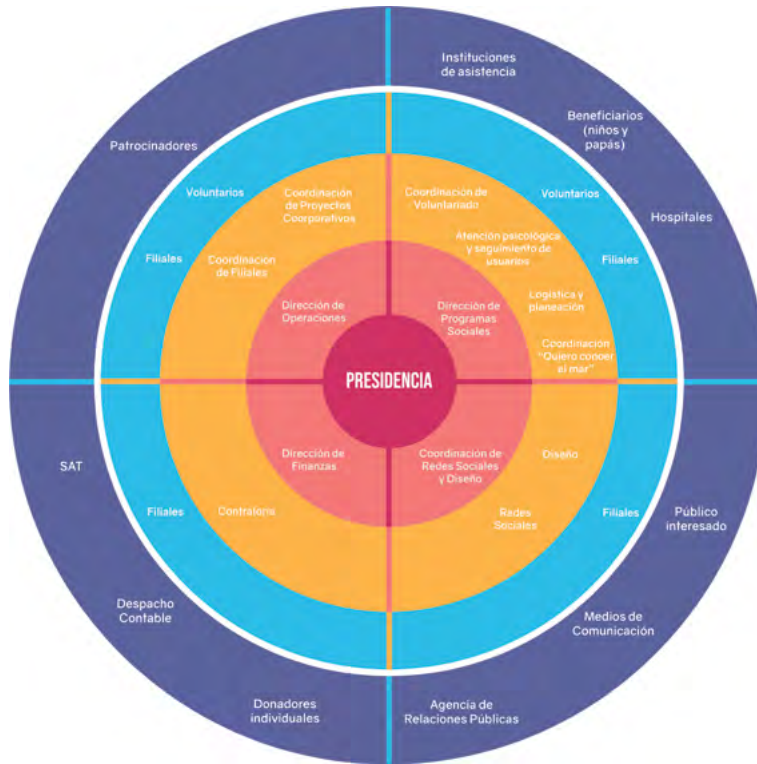 Instituciones
de asistencia
Beneficiarios
(niños y
papás)
Hospitales
Patrocinadores
Voluntarios
Filiales
Coordinación
de Proyectos
Coorporativos
Coordinación
de Filiales
Dirección de
Operaciones
Coordinación de
Voluntariado
Atención psicológica
y seguimiento de
usuarios
Logística y
planeación
Coordinación
"Quiero conocer
el mar"
Voluntarios
Filiales
Dirección de
Programas
Sociales
PRESIDENCIA
Dirección de
Finanzas
Coordinación de
Redes Sociales
y Diseño
Contraloría
Filiales
Diseño
Redes
Sociales
Filiales
SAT
Despacho
Contable
Donadores
individuales
Público
interesado
Medios de
Comunicación
Agencia de
Relaciones Públicas